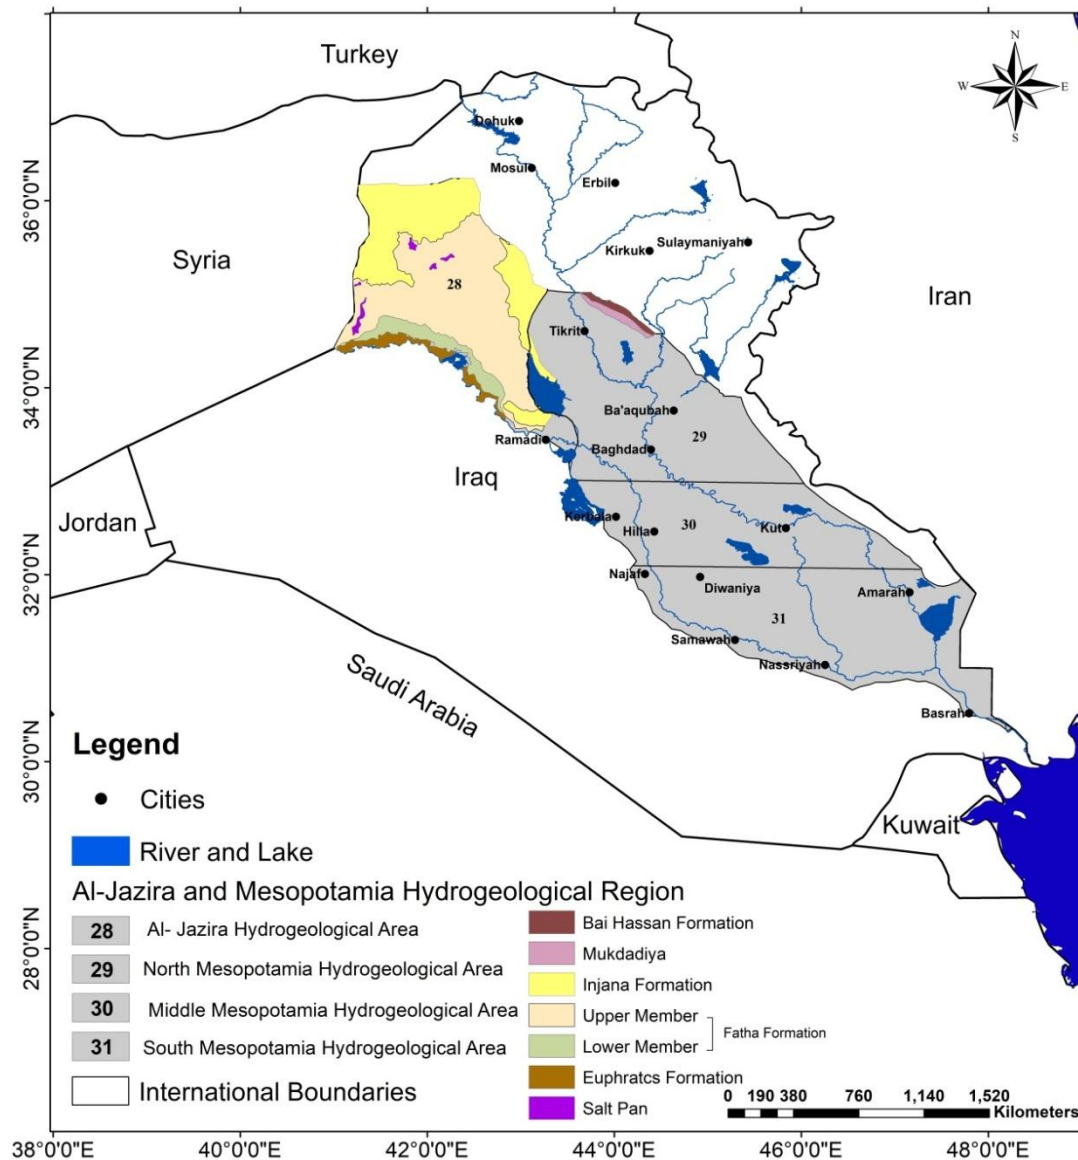 N
W
E
S
Turkey
Syria
Iran
Iraq
Jordan
Saudi Arabia
Kuwait
Dohuk
Mosul
Erbil
Kirkuk
Sulaymaniyah
28
Tikrit
Ba'aqubah
29
Ramadi
Baghdad
30
Kerbala
Hilla
Kut
Najaf
Diwaniya
Amarah
31
Samawah
Nassriyah
Basrah
36°0'0"N
34°0'0"N
32°0'0"N
30°0'0"N
28°0'0"N
Legend
Cities
River and Lake
Al-Jazira and Mesopotamia Hydrogeological Region
28 Al- Jazira Hydrogeological Area
29 North Mesopotamia Hydrogeological Area
30 Middle Mesopotamia Hydrogeological Area
31 South Mesopotamia Hydrogeological Area
International Boundaries
Bai Hassan Formation
Mukdadiya
Injana Formation
Upper Member
Lower Member
Fatha Formation
Euphratcs Formation
Salt Pan
0 190 380 760 1,140 1,520
Kilometers
38°0'0"E 40°0'0"E 42°0'0"E 44°0'0"E 46°0'0"E 48°0'0"E